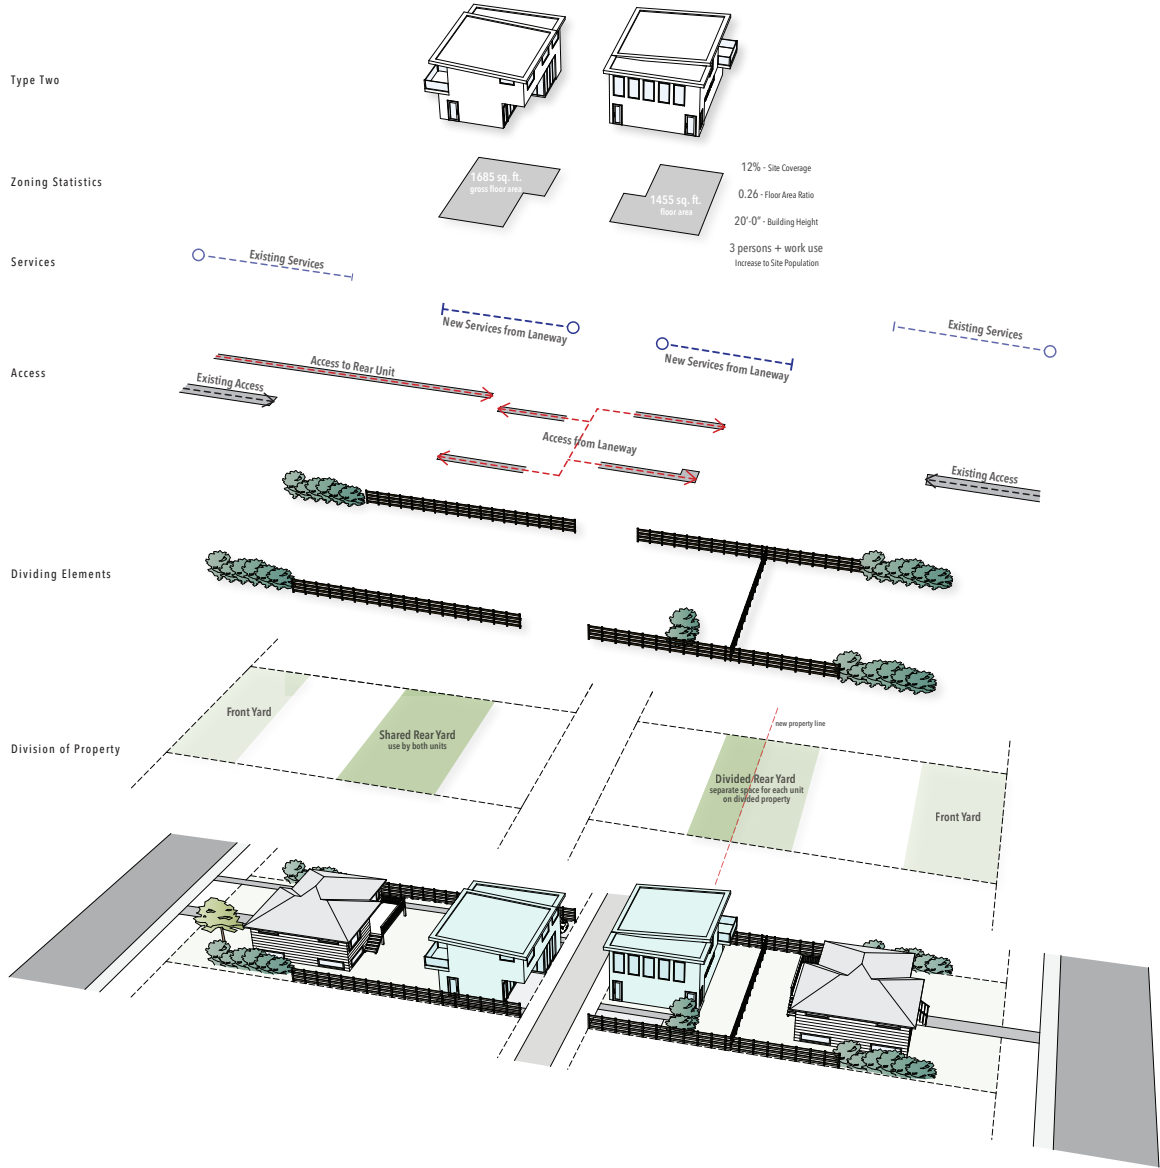 Type Two
Zoning Statistics
1685 sq. ft.
gross floor area
1455 sq. ft.
floor area
12% - Site Coverage
0.26 - Floor Area Ratio
20'-0" - Building Height
3 persons + work use
Increase to Site Population
Services
Existing Services
New Services from Laneway
New Services from Laneway
Existing Services
Access
Access to Rear Unit
Existing Access
Access from Laneway
Existing Access
Dividing Elements
Division of Property
Front Yard
Shared Rear Yard
use by both units
new property line
Divided Rear Yard
separate space for each unit
on divided property
Front Yard